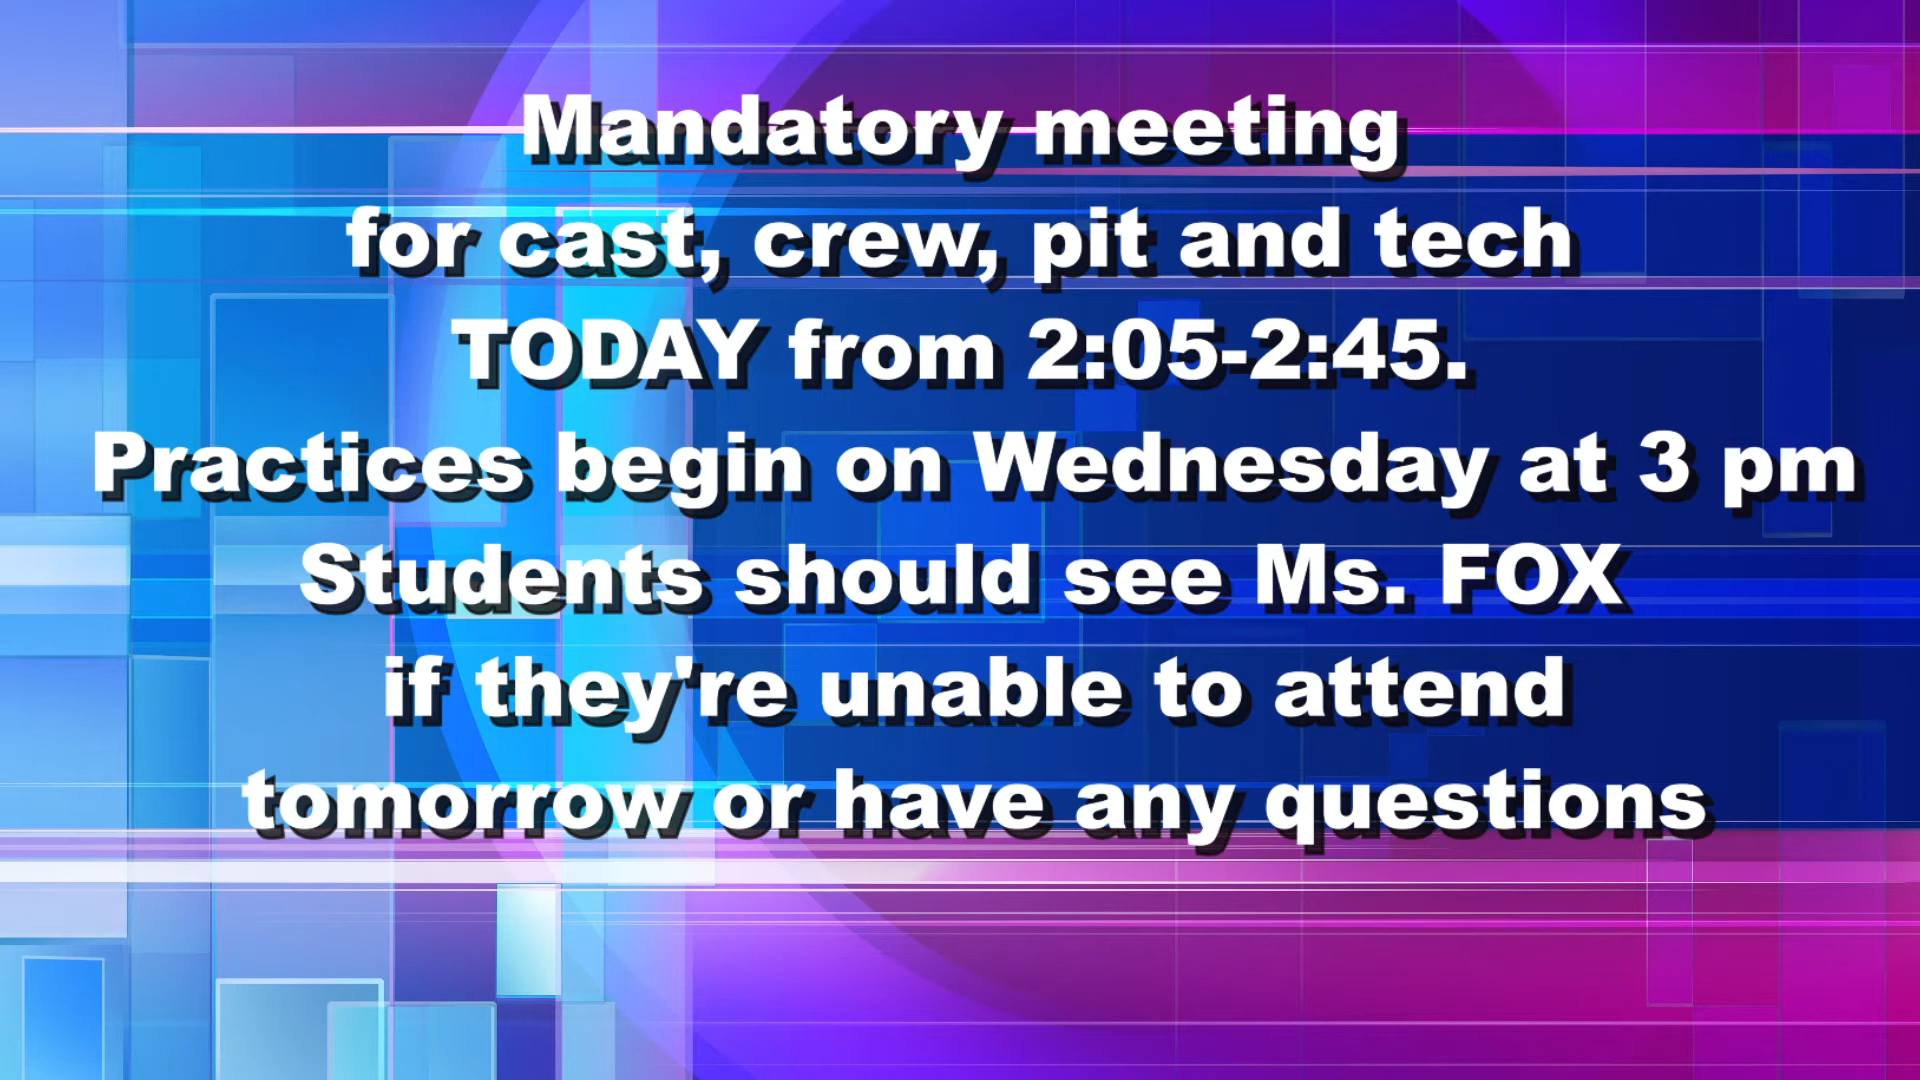 Mandatory meeting
for cast, crew, pit and tech
TODAY from 2:05-2:45.
Practices begin on Wednesday at 3 pm
Students should see Ms. FOX
if they're unable to attend
tomorrow or have any questions